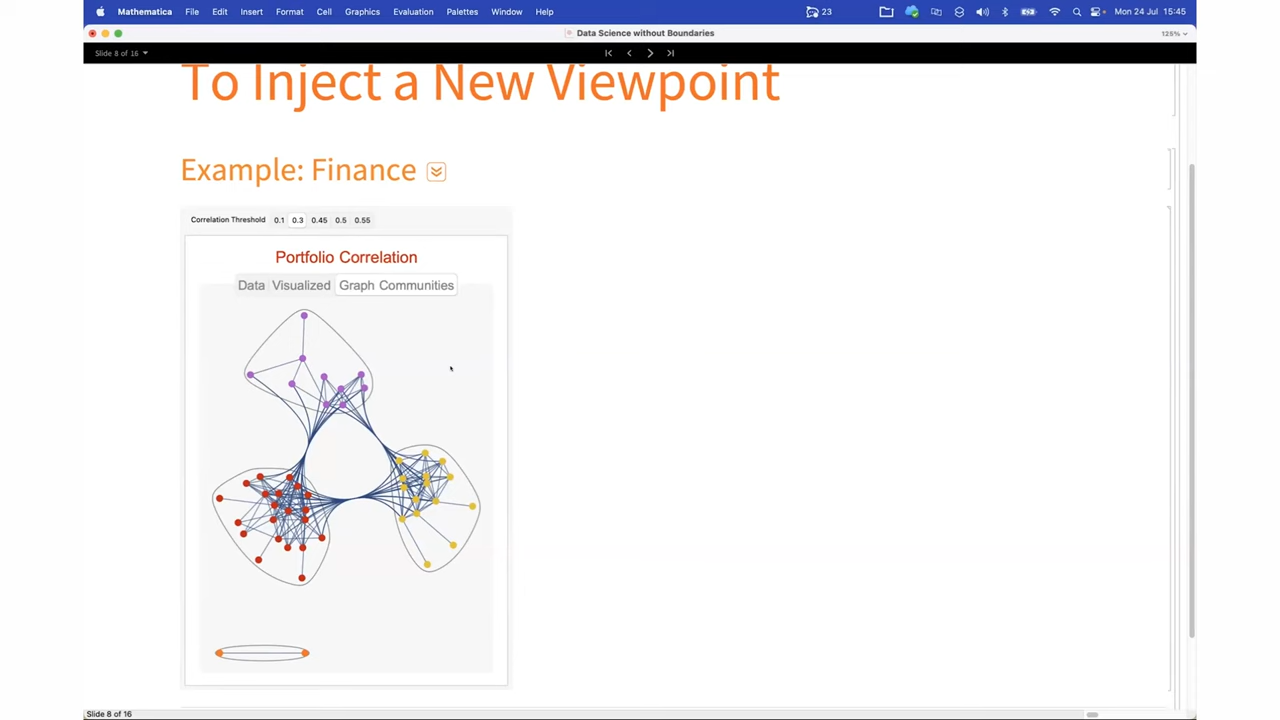 Mathematica File Edit Insert Format Cell Graphics Evaluation Palettes Window Help 23 Mon 24 Jul 15:45
Data Science without Boundaries 125%
Slide 8 of 16
To Inject a New Viewpoint
Example: Finance
Correlation Threshold 0.1 0.3 0.45 0.5 0.55
Portfolio Correlation
Data Visualized Graph Communities
Slide 8 of 16